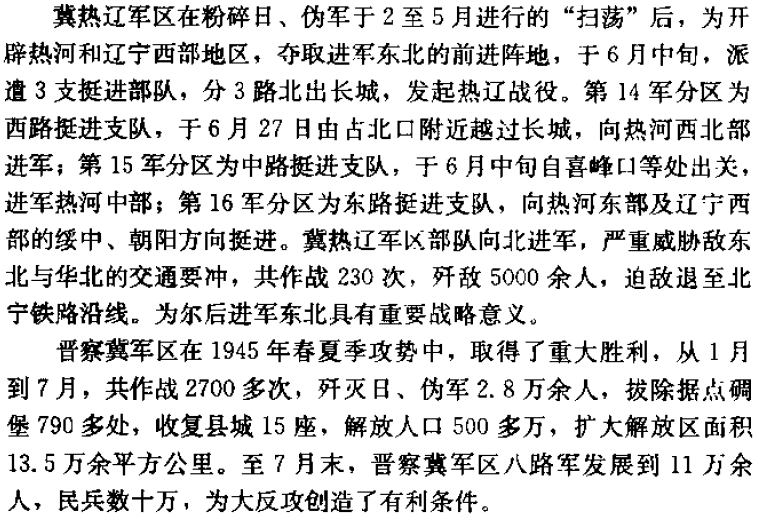 冀热辽军区在粉碎日、伪军于2至5月进行的“扫荡”后，为开
辟热河和辽宁西部地区，夺取进军东北的前进阵地，于6月中旬，派
遣3支挺进部队，分3路北出长城，发起热辽战役。第14军分区为
西路挺进支队，于6月27日由占北口附近越过长城，向热河西北部
进军；第15军分区为中路挺进支队，于6月中旬自喜峰口等处出关，
进军热河中部；第16军分区为东路挺进支队，向热河东部及辽宁西
部的绥中、朝阳方向挺进。冀热辽军区部队向北进军，严重威胁敌东
北与华北的交通要冲，共作战230次，歼敌5000余人，迫敌退至北
宁铁路沿线。为尔后进军东北具有重要战略意义。
晋察冀军区在1945年春夏季攻势中，取得了重大胜利，从1月
到7月，共作战2700多次，歼灭日、伪军2.8万余人，拔除据点碉
堡790多处，收复县城15座，解放人口500多万，扩大解放区面积
13.5万余平方公里。至7月末，晋察冀军区八路军发展到11万余
人，民兵数十万，为大反攻创造了有利条件。